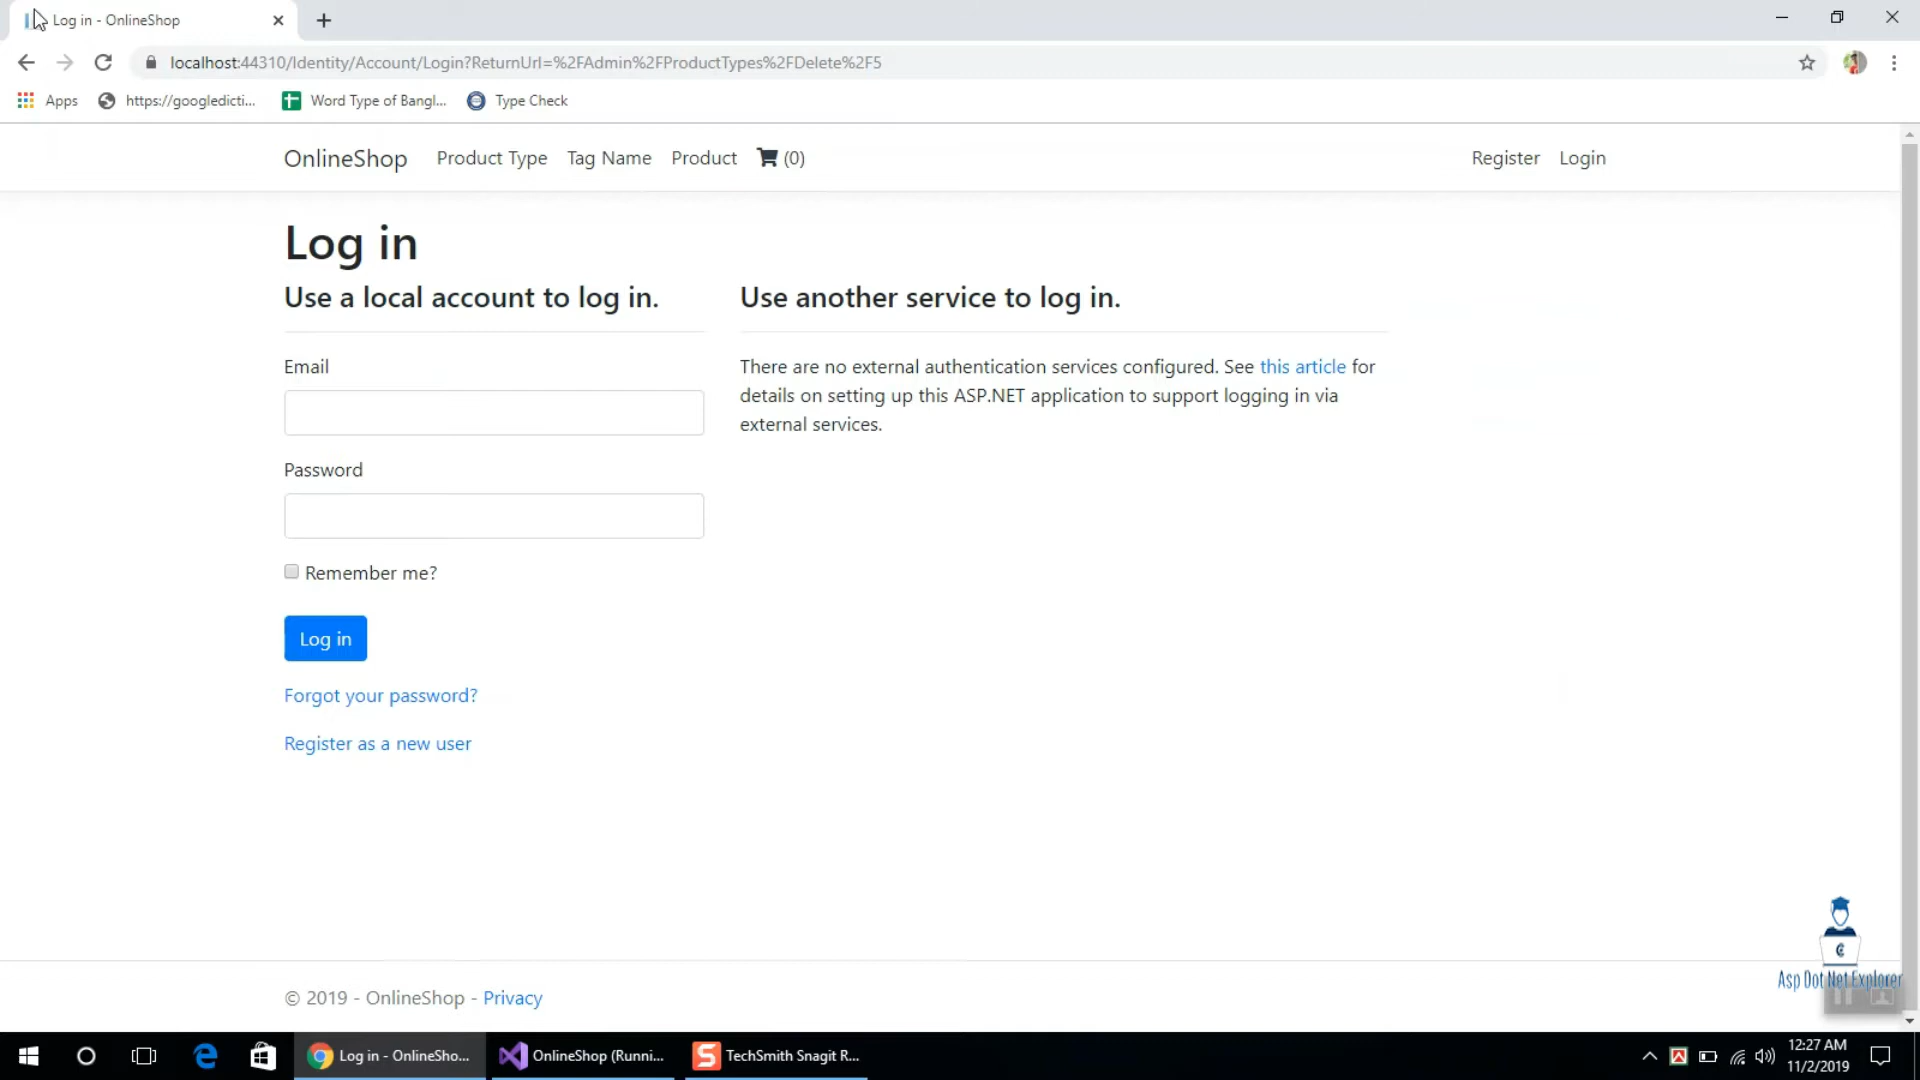 Log in - OnlineShop
localhost:44310/Identity/Account/Login?ReturnUrl=%2FAdmin%2FProductTypes%2FDelete%2F5
Apps https://googledicti... Word Type of Bangl... Type Check
OnlineShop Product Type Tag Name Product (0) Register Login
Log in
Use a local account to log in.
Email
Password
Remember me?
Log in
Forgot your password?
Register as a new user
Use another service to log in.
There are no external authentication services configured. See this article for
details on setting up this ASP.NET application to support logging in via
external services.
Asp Dot Net Explorer
© 2019 - OnlineShop - Privacy
Log in - OnlineSho... OnlineShop (Runni... TechSmith Snagit R...
12:27 AM
11/2/2019